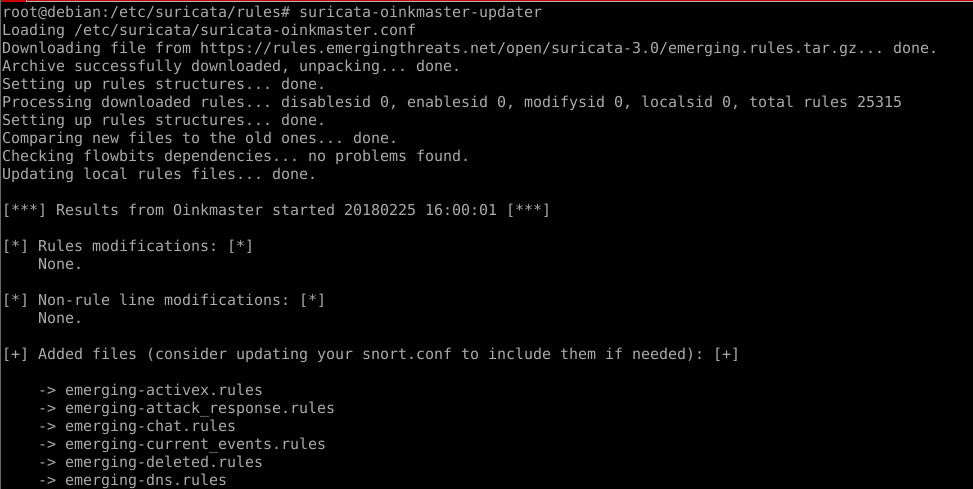 root@debian:/etc/suricata/rules# suricata-oinkmaster-updater
Loading /etc/suricata/suricata-oinkmaster.conf
Downloading file from https://rules.emergingthreats.net/open/suricata-3.0/emerging.rules.tar.gz... done.
Archive successfully downloaded, unpacking... done.
Setting up rules structures... done.
Processing downloaded rules... disablesid 0, enablesid 0, modifysid 0, localsid 0, total rules 25315
Setting up rules structures... done.
Comparing new files to the old ones... done.
Checking flowbits dependencies... no problems found.
Updating local rules files... done.

[***] Results from Oinkmaster started 20180225 16:00:01 [***]

[*] Rules modifications: [*]
    None.

[*] Non-rule line modifications: [*]
    None.

[+] Added files (consider updating your snort.conf to include them if needed): [+]

    -> emerging-activex.rules
    -> emerging-attack_response.rules
    -> emerging-chat.rules
    -> emerging-current_events.rules
    -> emerging-deleted.rules
    -> emerging-dns.rules